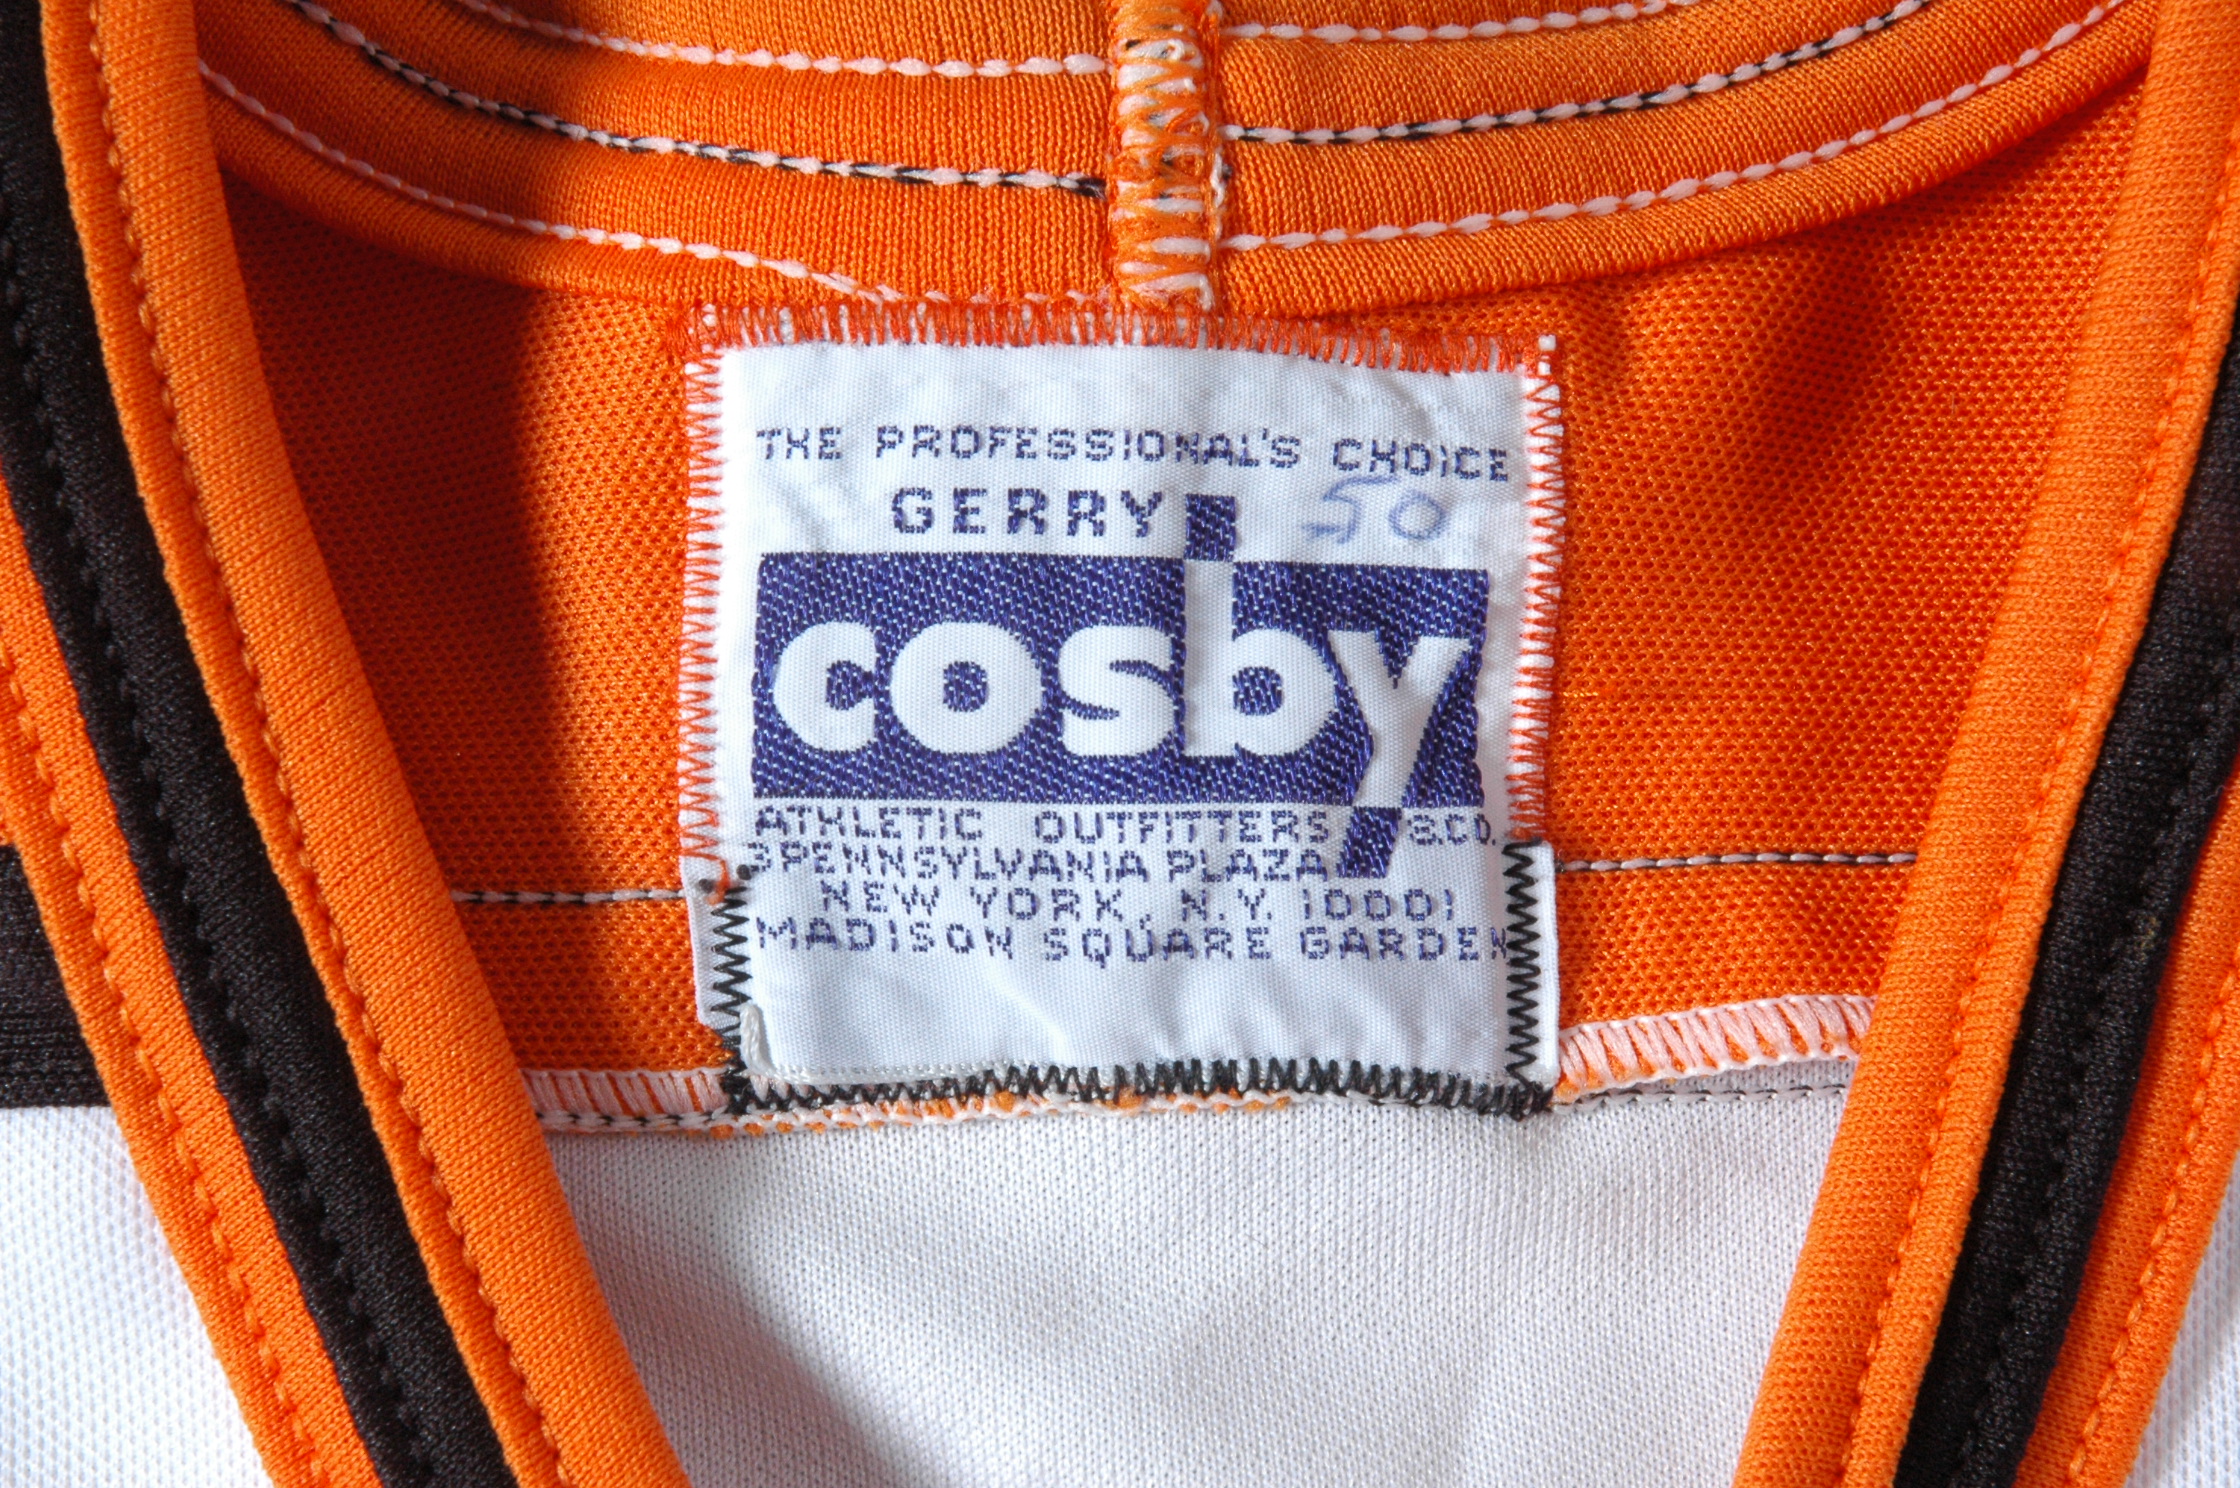 THE PROFESSIONAL'S CHOICE
GERRY 50
cosby
ATHLETIC OUTFITTERS & CO.
3 PENNSYLVANIA PLAZA
NEW YORK, N.Y. 10001
MADISON SQUARE GARDEN